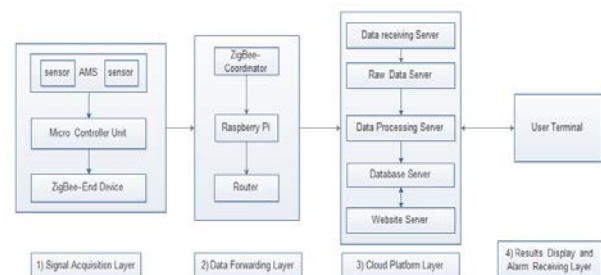 sensor AMS sensor
Micro Controller Unit
ZigBee-End Device
1) Signal Acquisition Layer
ZigBee-
Coordinator
Raspberry Pi
Router
2) Data Forwarding Layer
Data receiving Server
Raw Data Server
Data Processing Server
Database Server
Website Server
3) Cloud Platform Layer
User Terminal
4) Results Display and
Alarm Receiving Layer